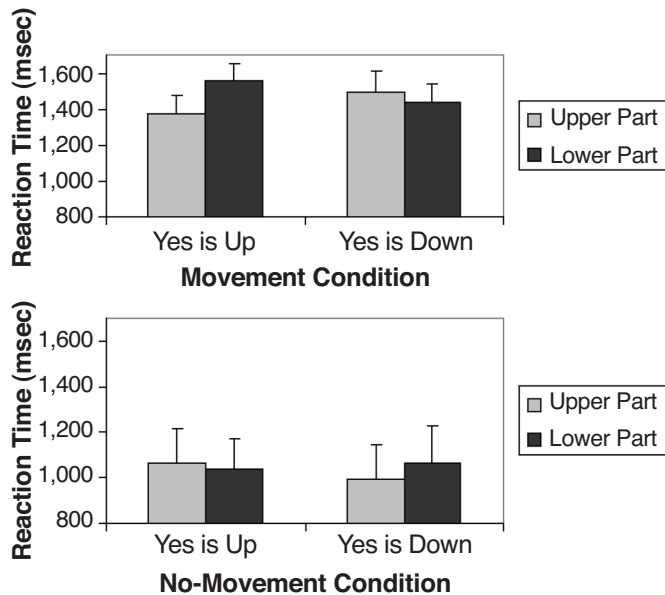 Reaction Time (msec)
1,600
1,400
1,200
1,000
800
Yes is Up
Yes is Down
Movement Condition
Upper Part
Lower Part
Reaction Time (msec)
1,600
1,400
1,200
1,000
800
Yes is Up
Yes is Down
No-Movement Condition
Upper Part
Lower Part